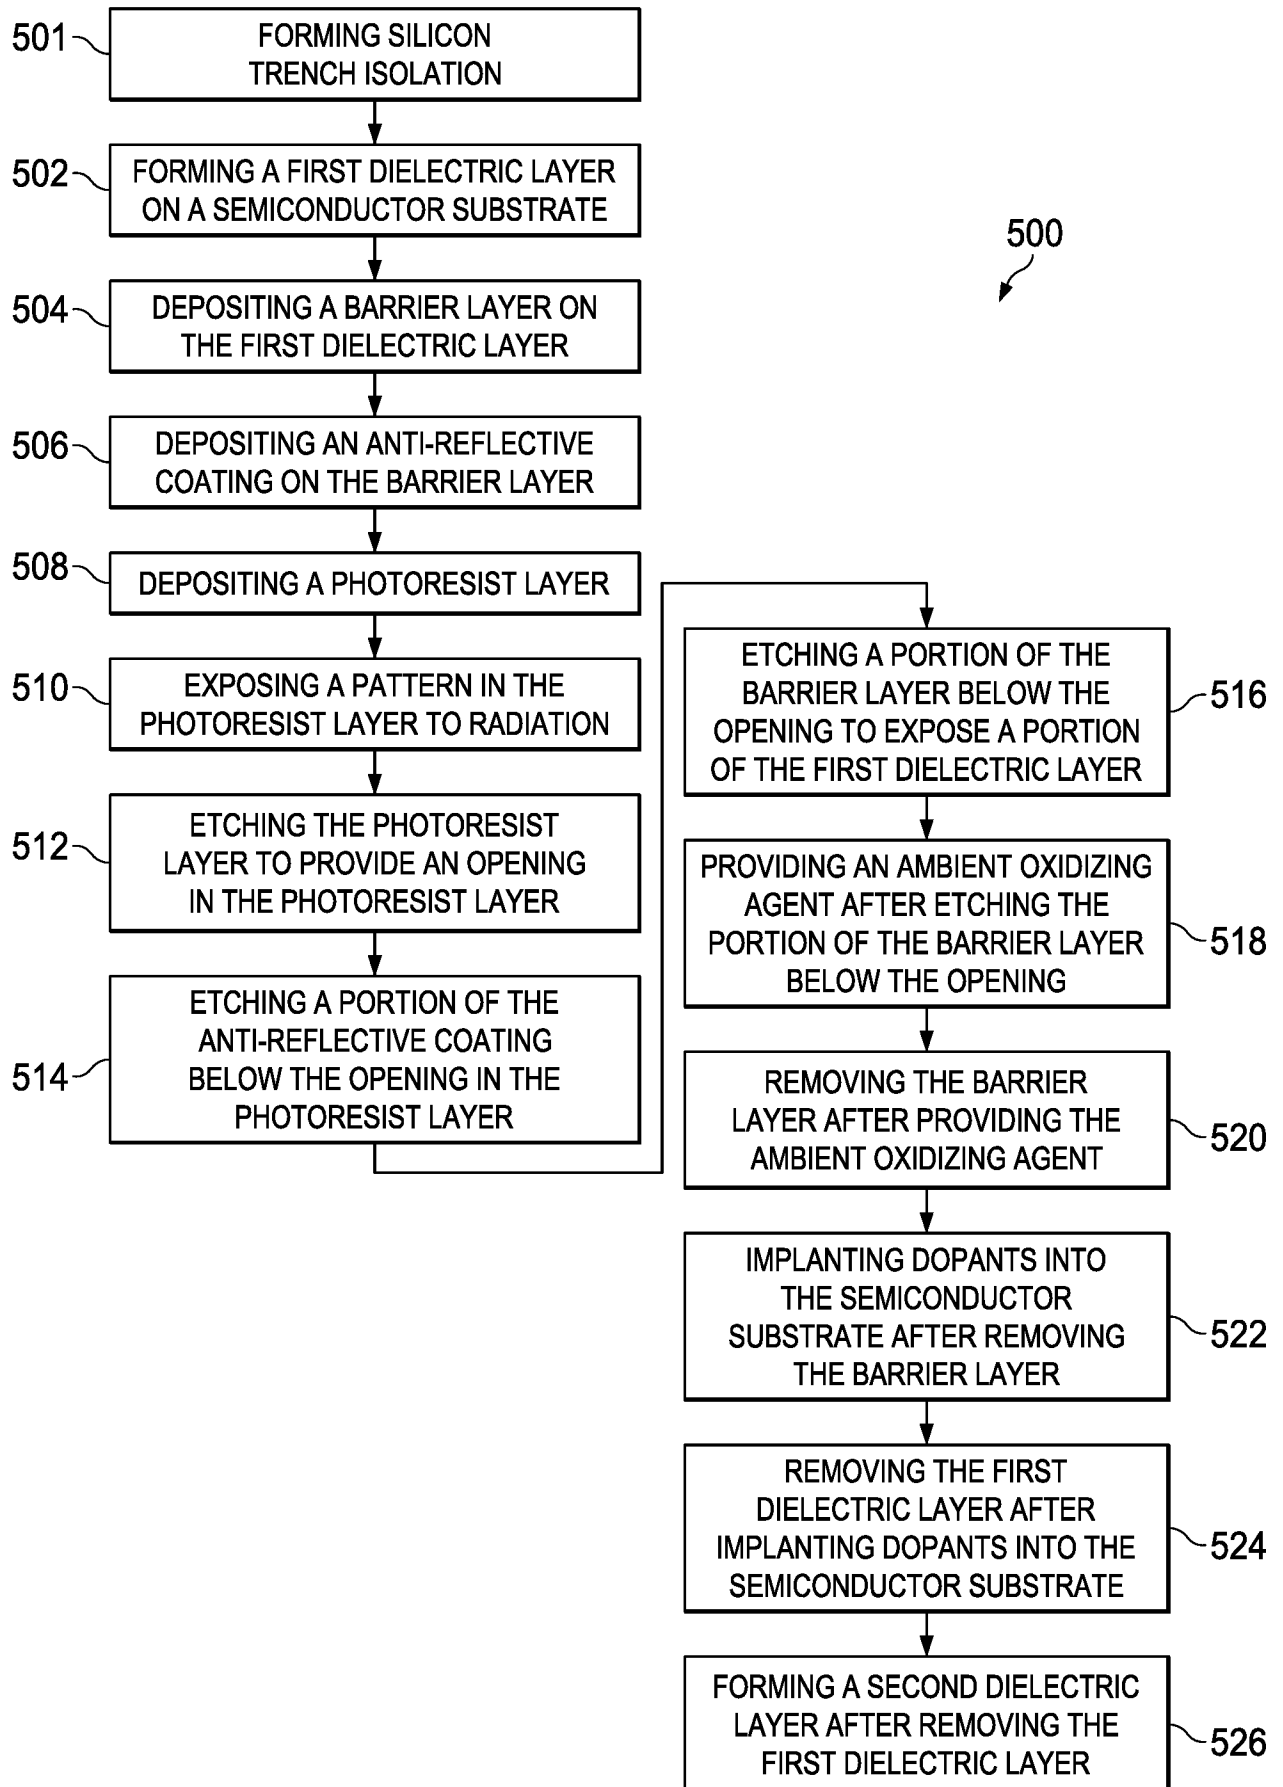 501
FORMING SILICON
TRENCH ISOLATION
502
FORMING A FIRST DIELECTRIC LAYER
ON A SEMICONDUCTOR SUBSTRATE
504
DEPOSITING A BARRIER LAYER ON
THE FIRST DIELECTRIC LAYER
506
DEPOSITING AN ANTI-REFLECTIVE
COATING ON THE BARRIER LAYER
508
DEPOSITING A PHOTORESIST LAYER
510
EXPOSING A PATTERN IN THE
PHOTORESIST LAYER TO RADIATION
512
ETCHING THE PHOTORESIST
LAYER TO PROVIDE AN OPENING
IN THE PHOTORESIST LAYER
514
ETCHING A PORTION OF THE
ANTI-REFLECTIVE COATING
BELOW THE OPENING IN THE
PHOTORESIST LAYER
500
ETCHING A PORTION OF THE
BARRIER LAYER BELOW THE
OPENING TO EXPOSE A PORTION
OF THE FIRST DIELECTRIC LAYER
516
PROVIDING AN AMBIENT OXIDIZING
AGENT AFTER ETCHING THE
PORTION OF THE BARRIER LAYER
BELOW THE OPENING
518
REMOVING THE BARRIER
LAYER AFTER PROVIDING THE
AMBIENT OXIDIZING AGENT
520
IMPLANTING DOPANTS INTO
THE SEMICONDUCTOR
SUBSTRATE AFTER REMOVING
THE BARRIER LAYER
522
REMOVING THE FIRST
DIELECTRIC LAYER AFTER
IMPLANTING DOPANTS INTO THE
SEMICONDUCTOR SUBSTRATE
524
FORMING A SECOND DIELECTRIC
LAYER AFTER REMOVING THE
FIRST DIELECTRIC LAYER
526